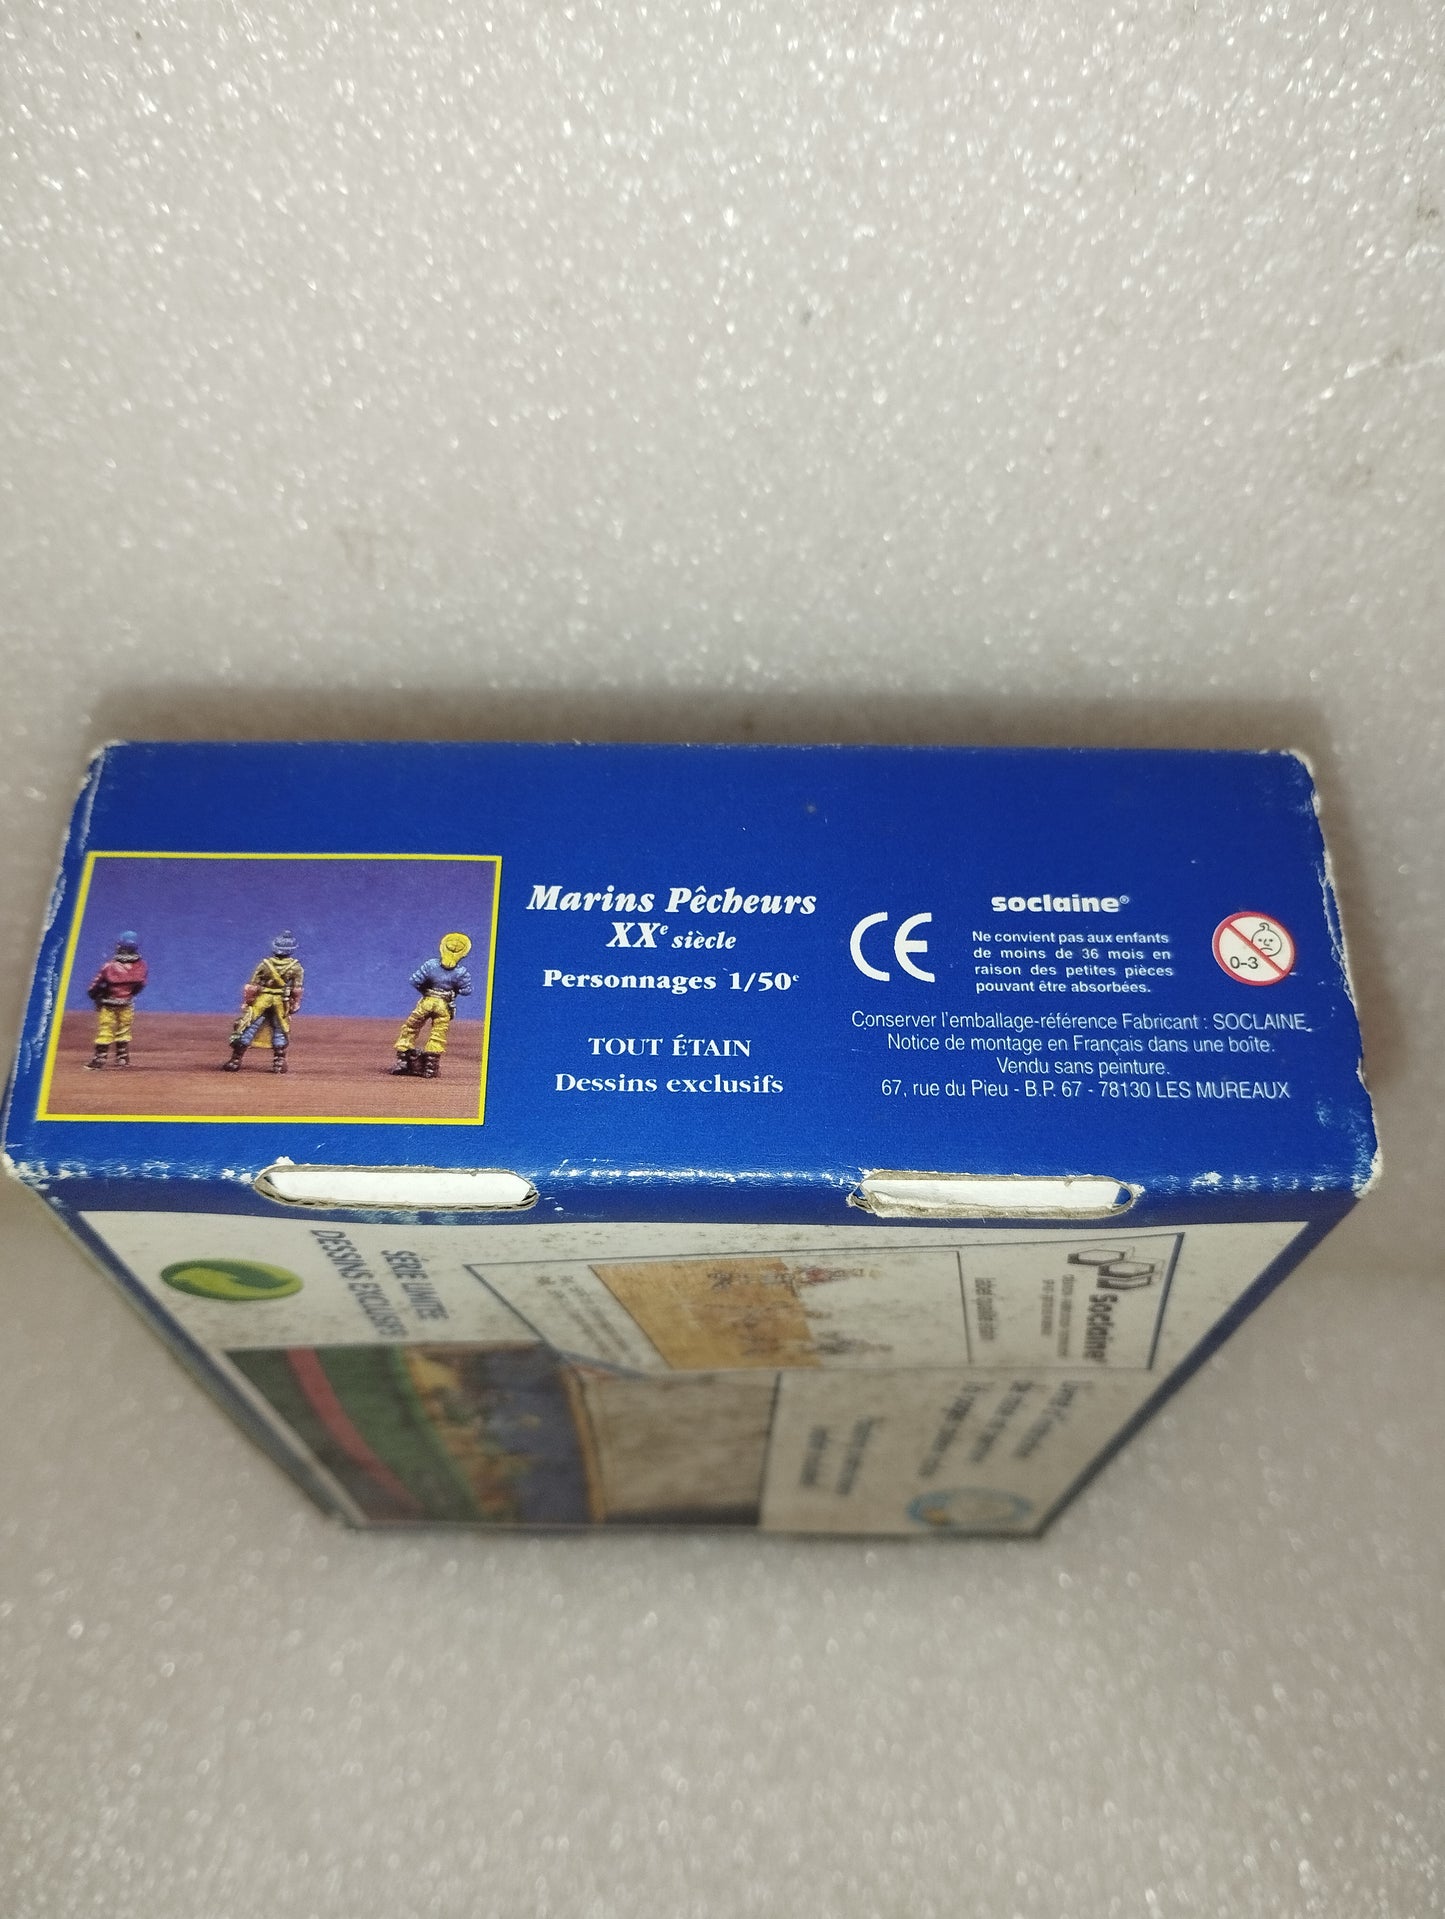 Marins Pêcheurs
XXe siècle
Personnages 1/50e
TOUT ÉTAIN
Dessins exclusifs
CE
soclaine®
Ne convient pas aux enfants
de moins de 36 mois en
raison des petites pièces
pouvant être absorbées.
0-3
Conserver l'emballage-référence Fabricant : SOCLAINE.
Notice de montage en Français dans une boîte.
Vendu sans peinture.
67, rue du Pieu - B.P. 67 - 78130 LES MUREAUX
SÉRIE LIMITÉE
DESSINS EXCLUSIFS
Soclaine